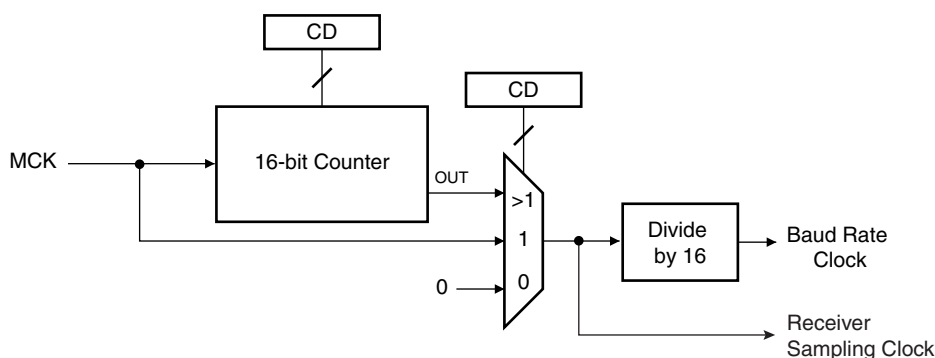 CD
CD
MCK
16-bit Counter
OUT
>1
1
0
0
Divide
by 16
Baud Rate
Clock
Receiver
Sampling Clock